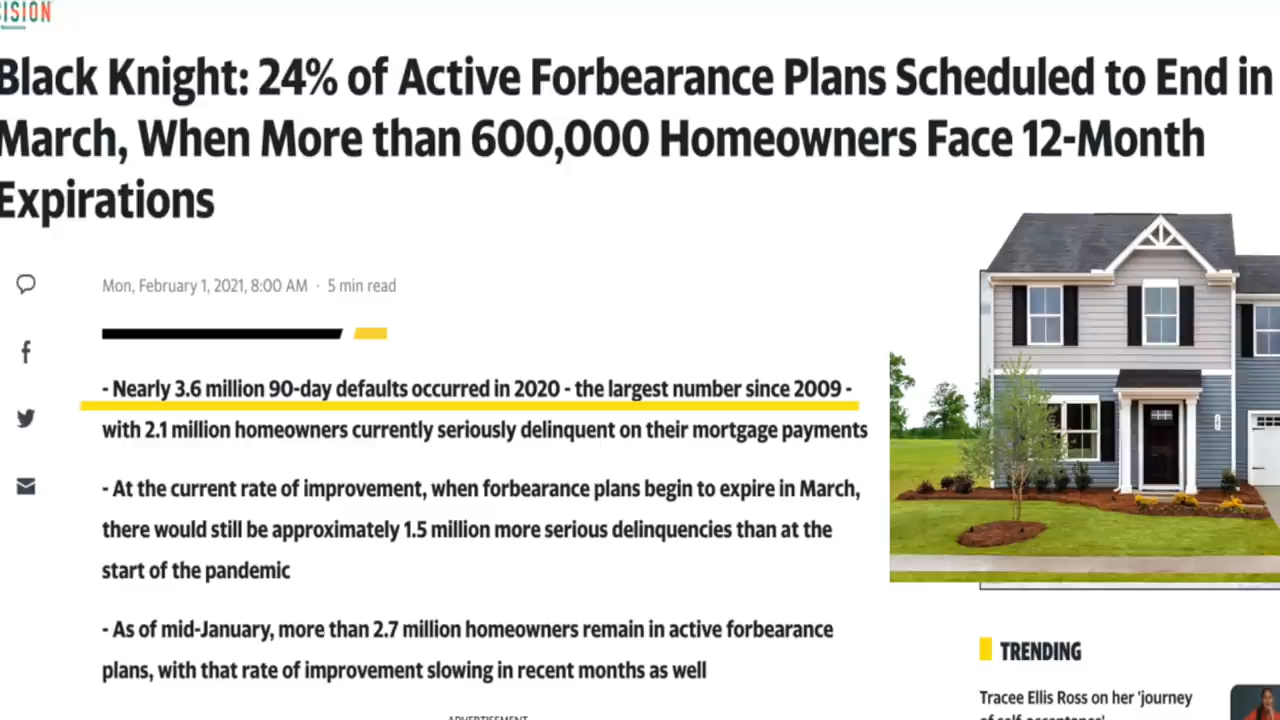 Black Knight: 24% of Active Forbearance Plans Scheduled to End in
March, When More than 600,000 Homeowners Face 12-Month
Expirations
Mon, February 1, 2021, 8:00 AM · 5 min read
- Nearly 3.6 million 90-day defaults occurred in 2020 - the largest number since 2009 -
with 2.1 million homeowners currently seriously delinquent on their mortgage payments
- At the current rate of improvement, when forbearance plans begin to expire in March,
there would still be approximately 1.5 million more serious delinquencies than at the
start of the pandemic
- As of mid-January, more than 2.7 million homeowners remain in active forbearance
plans, with that rate of improvement slowing in recent months as well
ADVERTISEMENT
TRENDING
Tracee Ellis Ross on her 'journey
of self-acceptance'